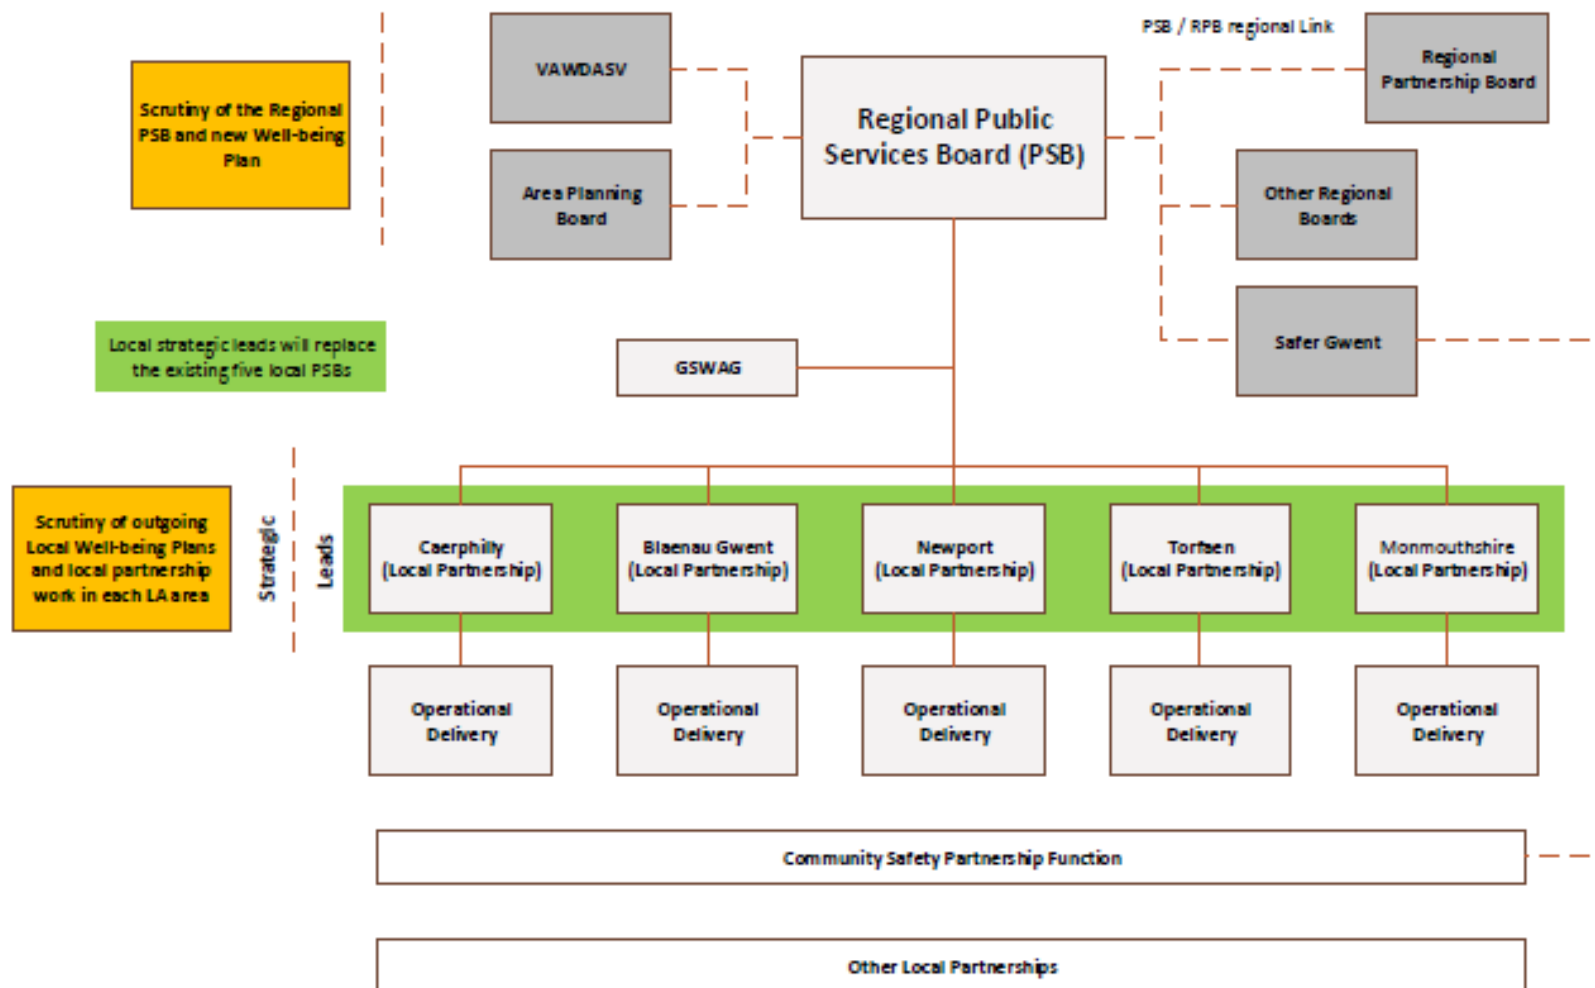 PSB / RPB regional Link
VAWDASV
Regional
Partnership Board
Scrutiny of the Regional
PSB and new Well-being
Plan
Regional Public
Services Board (PSB)
Area Planning
Board
Other Regional
Boards
Local strategic leads will replace
the existing five local PSBs
GSWAG
Safer Gwent
Scrutiny of outgoing
Local Well-being Plans
and local partnership
work in each LA area
Strategic
Leads
Caerphilly
(Local Partnership)
Blaenau Gwent
(Local Partnership)
Newport
(Local Partnership)
Torfaen
(Local Partnership)
Monmouthshire
(Local Partnership)
Operational
Delivery
Operational
Delivery
Operational
Delivery
Operational
Delivery
Operational
Delivery
Community Safety Partnership Function
Other Local Partnerships